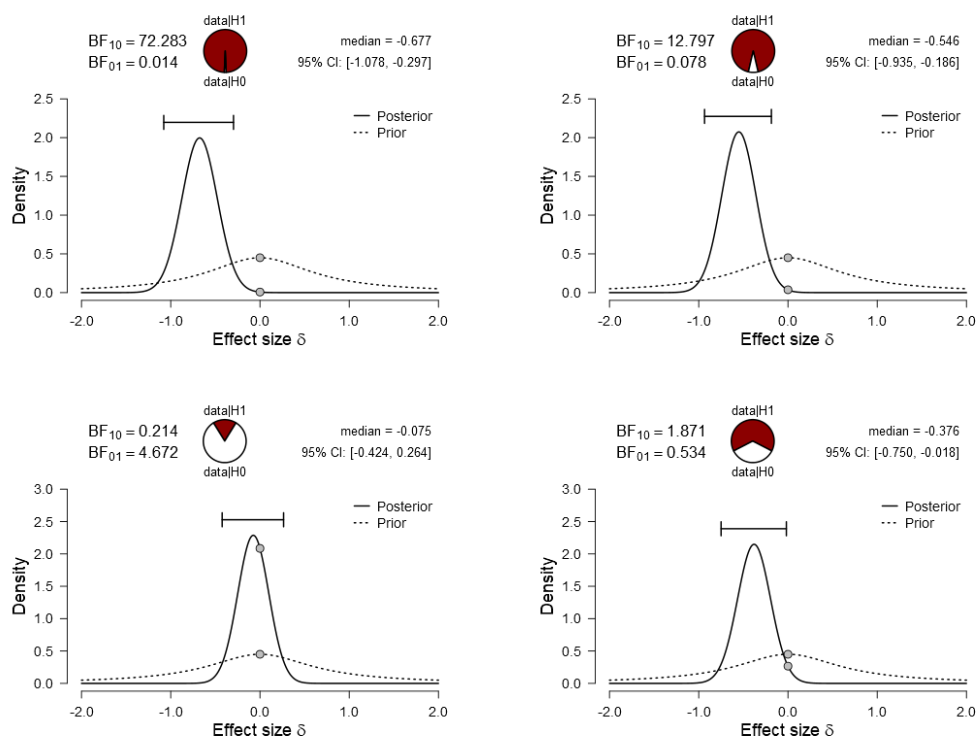 data|H1
BF10 = 72.283
BF01 = 0.014
median = -0.677
95% CI: [-1.078, -0.297]
data|H0
2.5
2.0
1.5
1.0
0.5
0.0
Density
Posterior
Prior
-2.0 -1.0 0.0 1.0 2.0
Effect size δ
data|H1
BF10 = 12.797
BF01 = 0.078
median = -0.546
95% CI: [-0.935, -0.186]
data|H0
2.5
2.0
1.5
1.0
0.5
0.0
Density
Posterior
Prior
-2.0 -1.0 0.0 1.0 2.0
Effect size δ
data|H1
BF10 = 0.214
BF01 = 4.672
median = -0.075
95% CI: [-0.424, 0.264]
data|H0
3.0
2.5
2.0
1.5
1.0
0.5
0.0
Density
Posterior
Prior
-2.0 -1.0 0.0 1.0 2.0
Effect size δ
data|H1
BF10 = 1.871
BF01 = 0.534
median = -0.376
95% CI: [-0.750, -0.018]
data|H0
3.0
2.5
2.0
1.5
1.0
0.5
0.0
Density
Posterior
Prior
-2.0 -1.0 0.0 1.0 2.0
Effect size δ